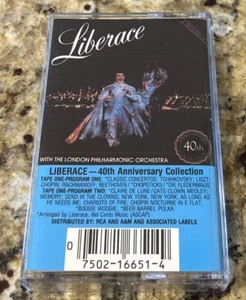 Liberace
40th
WITH THE LONDON PHILHARMONIC ORCHESTRA
LIBERACE—40th Anniversary Collection
TAPE ONE-PROGRAM ONE: "CLASSIC CONCERTOS: TCHAIKOVSKY, LISZT,
CHOPIN, RACHMANINOFF, BEETHOVEN/*CHOPSTICKS/*DIE FLEDERMAUS
TAPE ONE-PROGRAM TWO: *CLAIRE DE LUNE/CATS CLOWN MEDLEY:
MEMORY, SEND IN THE CLOWNS/NEW YORK, NEW YORK/AS LONG AS
HE NEEDS ME/CHARIOTS OF FIRE/CHOPIN NOCTURNE IN E FLAT/
*BOOGIE WOOGIE/*BEER BARREL POLKA
*Arranged by Liberace, Bel Canto Music (ASCAP)
DISTRIBUTED BY: RCA AND A&M AND ASSOCIATED LABELS
0
7502-16651-4